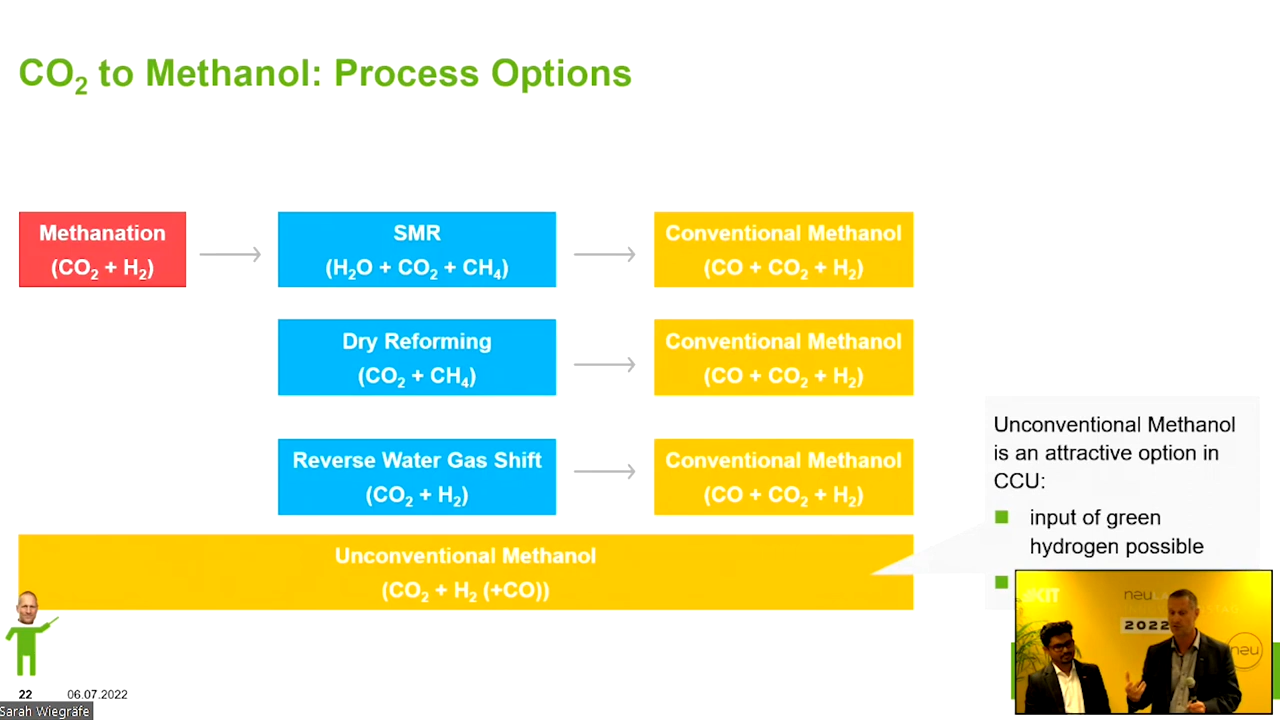 CO₂ to Methanol: Process Options
Methanation
(CO₂ + H₂)
SMR
(H₂O + CO₂ + CH₄)
Conventional Methanol
(CO + CO₂ + H₂)
Dry Reforming
(CO₂ + CH₄)
Conventional Methanol
(CO + CO₂ + H₂)
Reverse Water Gas Shift
(CO₂ + H₂)
Conventional Methanol
(CO + CO₂ + H₂)
Unconventional Methanol
(CO₂ + H₂ (+CO))
Unconventional Methanol
is an attractive option in
CCU:
input of green
hydrogen possible
22 06.07.2022
Sarah Wiegräfe
KIT
neuLA
2022
neu